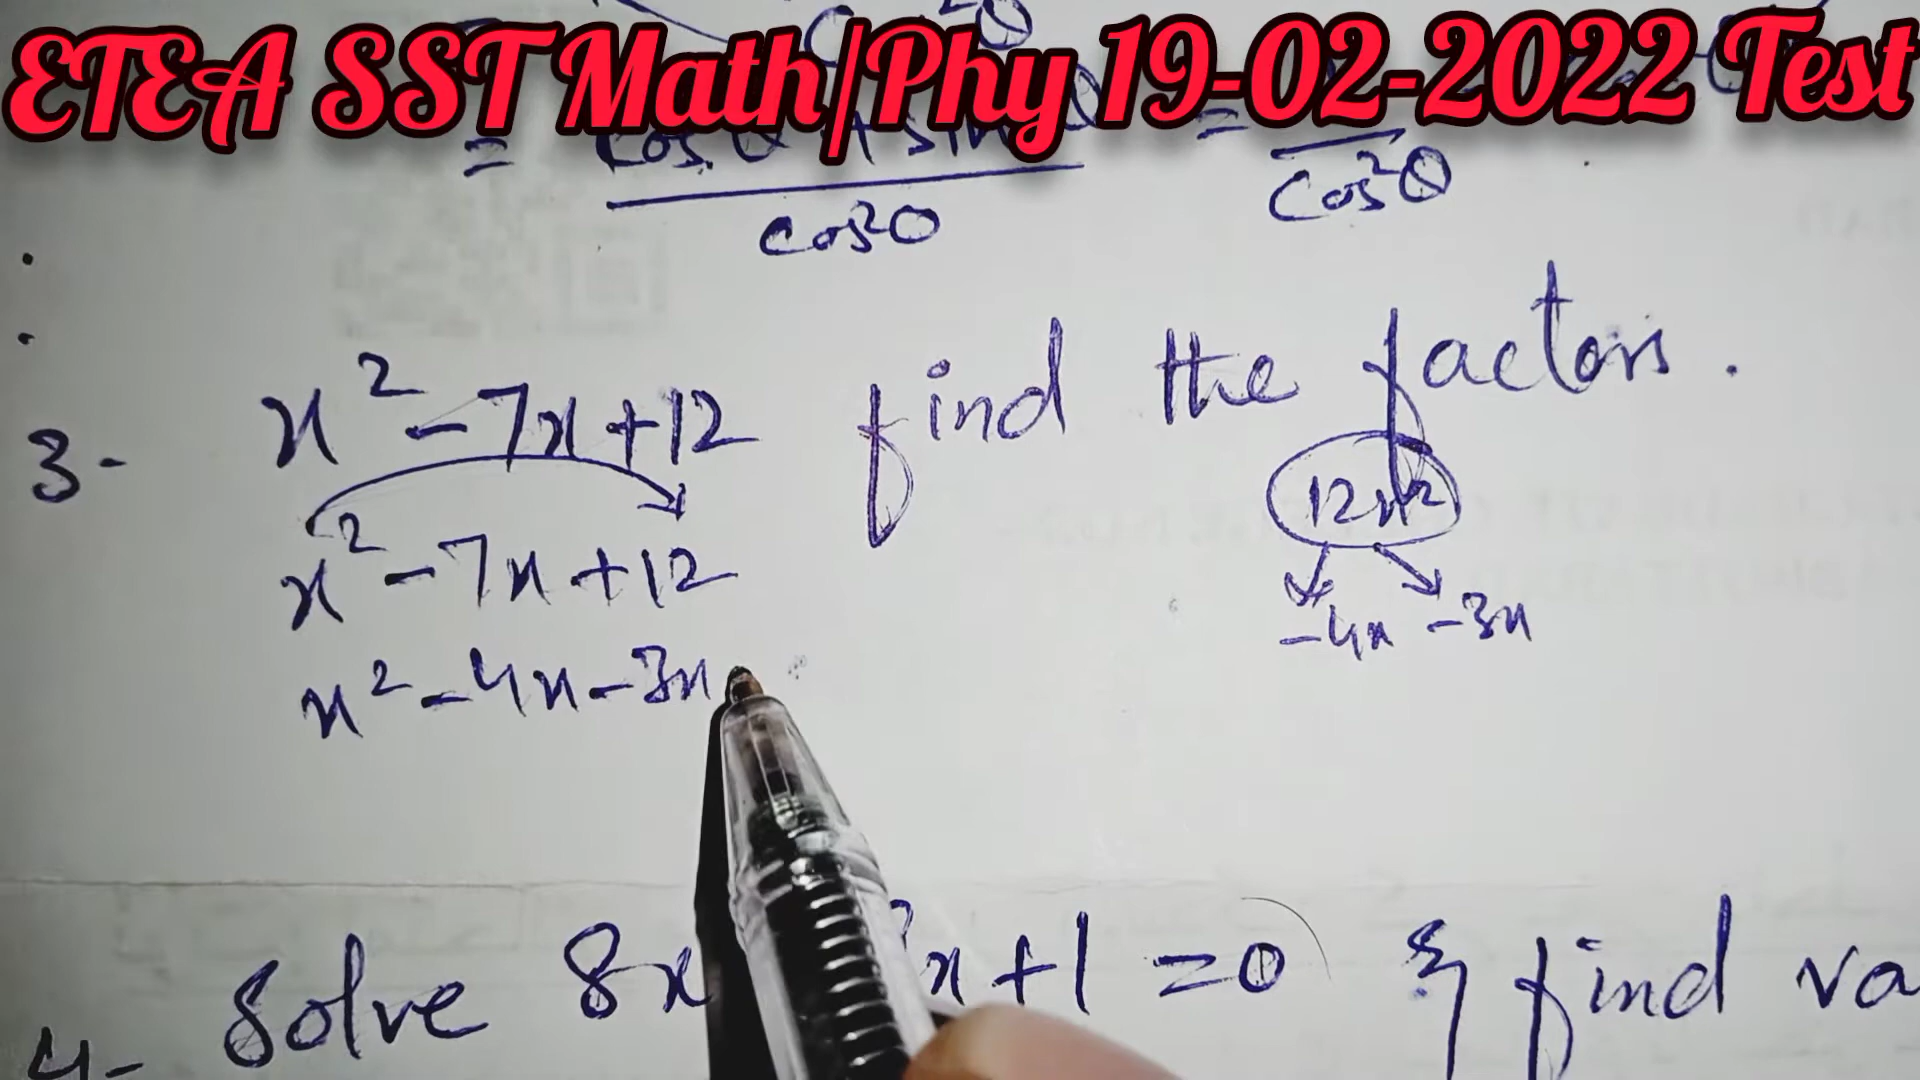 ETEA SST Math/Phy 19-02-2022 Test
= / cos²θ = / cos²θ
3- x² - 7x + 12 find the factors.
12x²
x² - 7x + 12
-4x -3x
x² - 4x - 3x
4- Solve 8x x + 1 = 0 & find